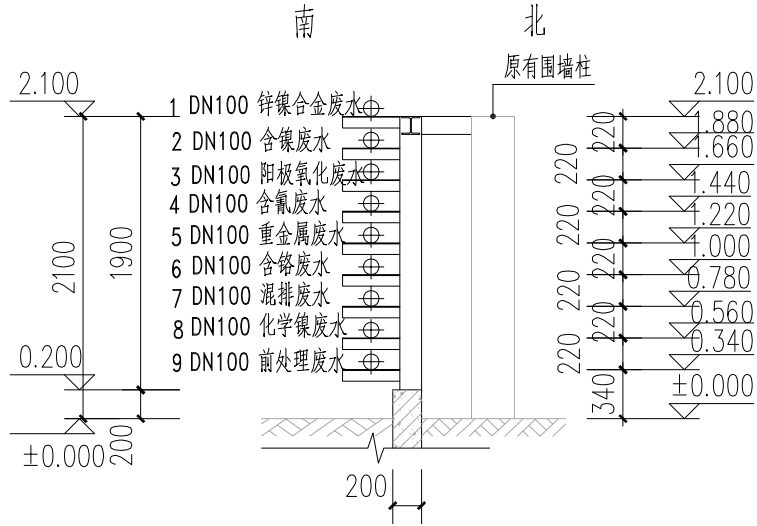 南 北
原有围墙柱
2.100 2.100
1 DN100 锌镍合金废水
220 1.880
2 DN100 含镍废水
1.660
220
3 DN100 阳极氧化废水
220 1.440
4 DN100 含氰废水
220 1.220
5 DN100 重金属废水
2100 1900
220 1.000
6 DN100 含铬废水
0.780
7 DN100 混排废水
220 0.560
8 DN100 化学镍废水
220 0.340
9 DN100 前处理废水
0.200
220
340 ±0.000
±0.000 200
200